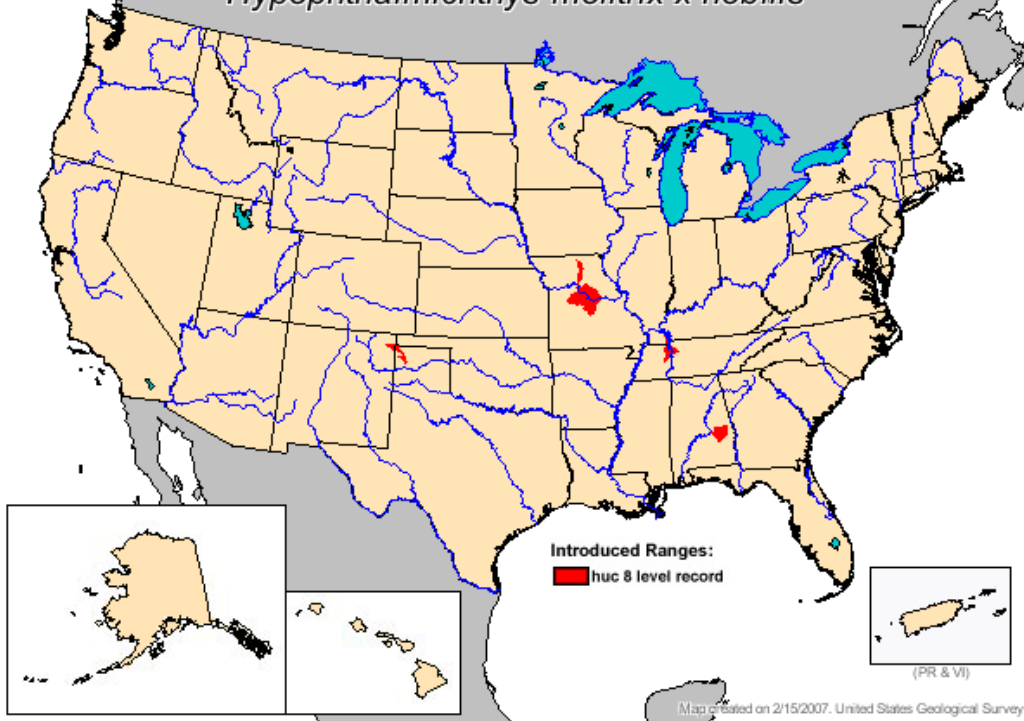 Hypophthalmichthys molitrix x nobilis
Introduced Ranges:
huc 8 level record
(PR & VI)
Map created on 2/15/2007. United States Geological Survey